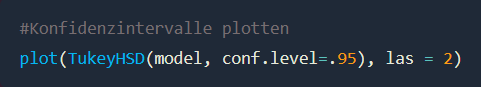 #Konfidenzintervalle plotten
plot(TukeyHSD(model, conf.level=.95), las = 2)